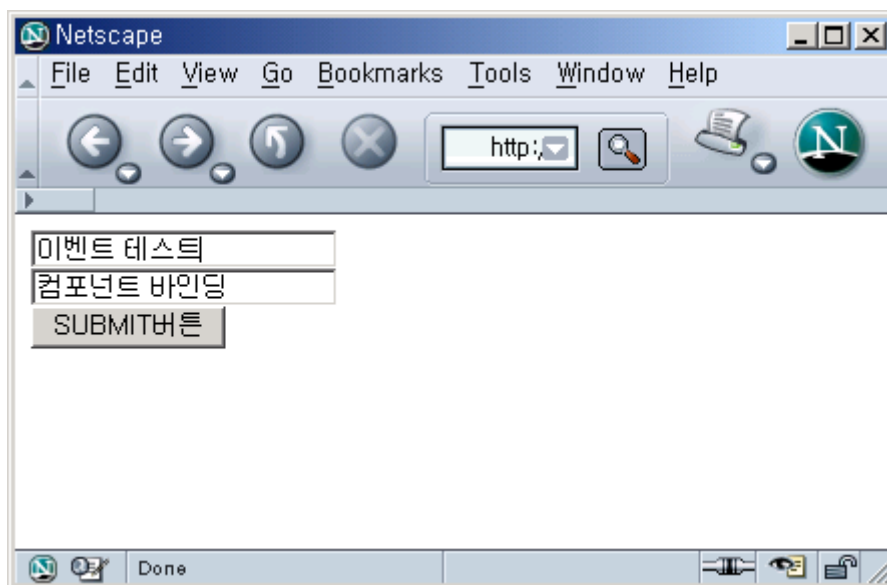 Netscape
File Edit View Go Bookmarks Tools Window Help
http:/
N
이벤트 테스트
컴포넌트 바인딩
SUBMIT버튼
Done